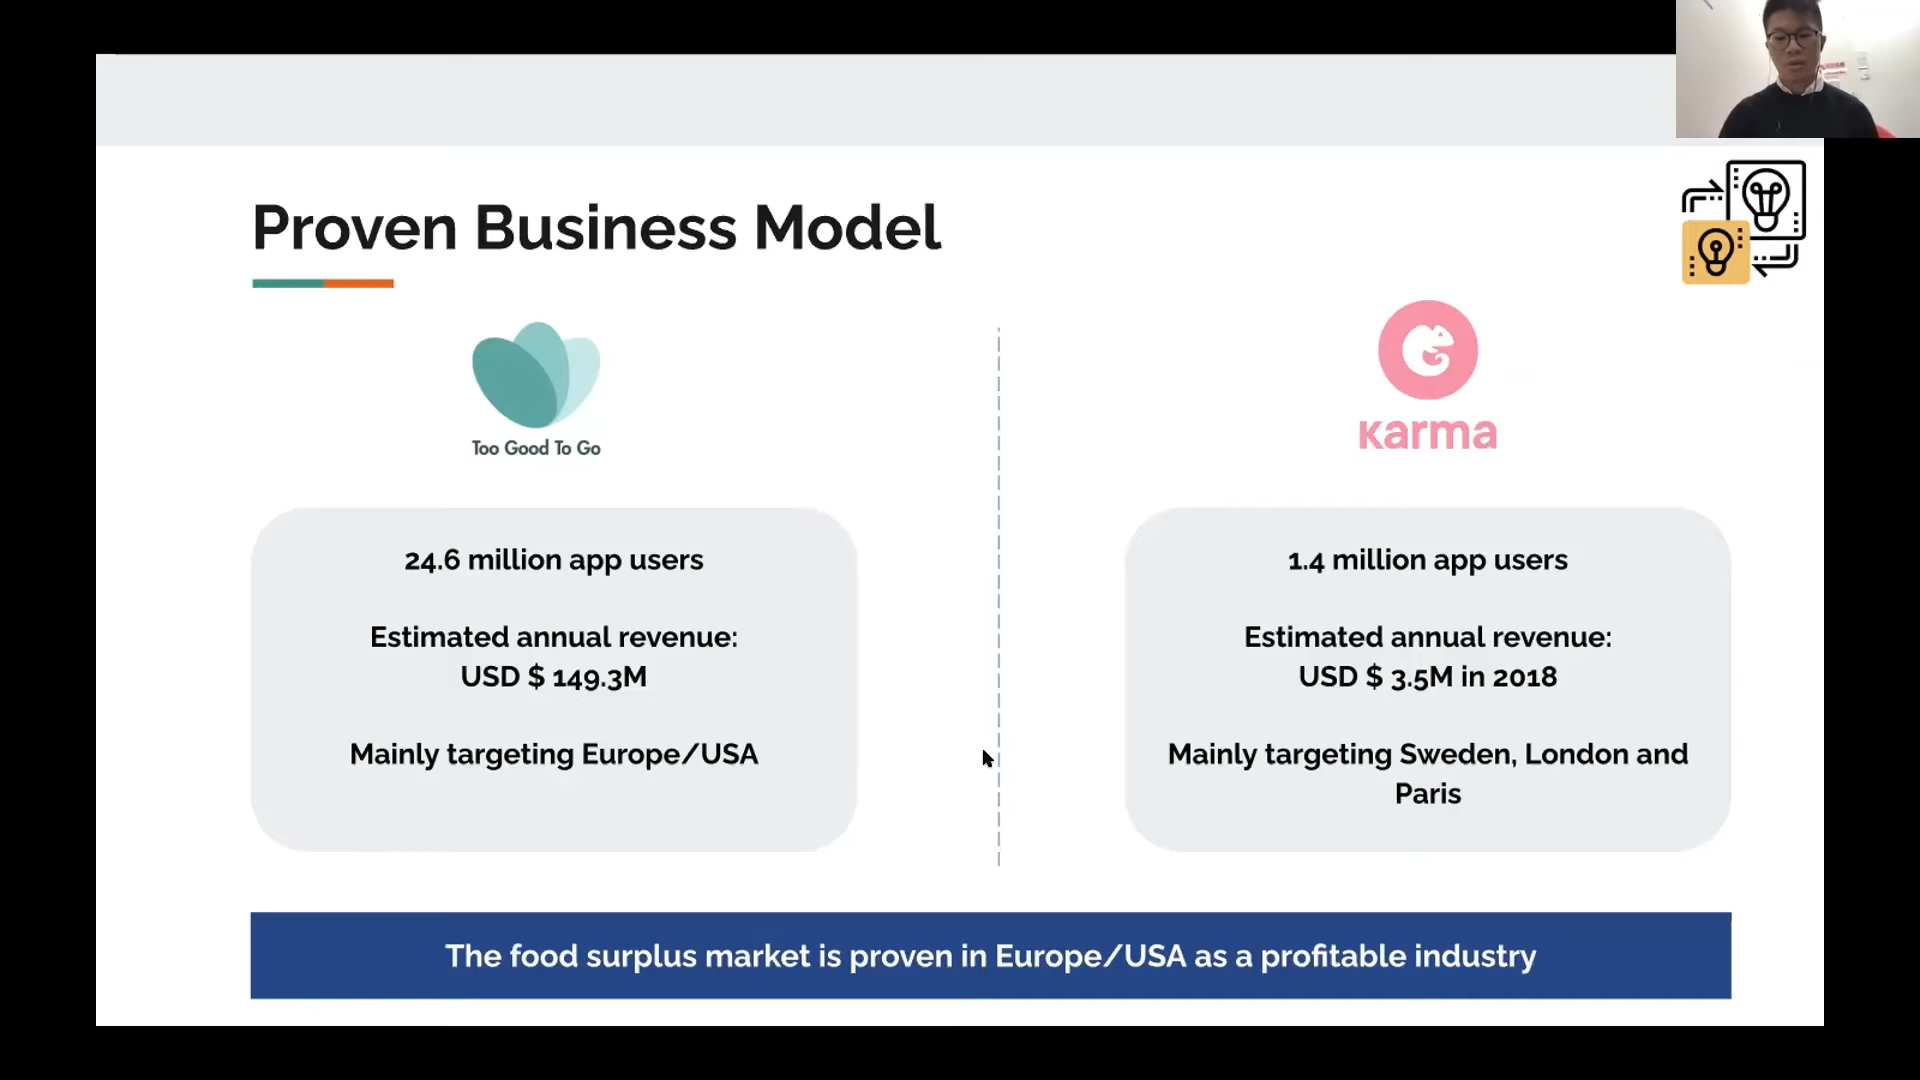 Proven Business Model
Too Good To Go
karma
24.6 million app users
Estimated annual revenue:
USD $ 149.3M
Mainly targeting Europe/USA
1.4 million app users
Estimated annual revenue:
USD $ 3.5M in 2018
Mainly targeting Sweden, London and
Paris
The food surplus market is proven in Europe/USA as a profitable industry